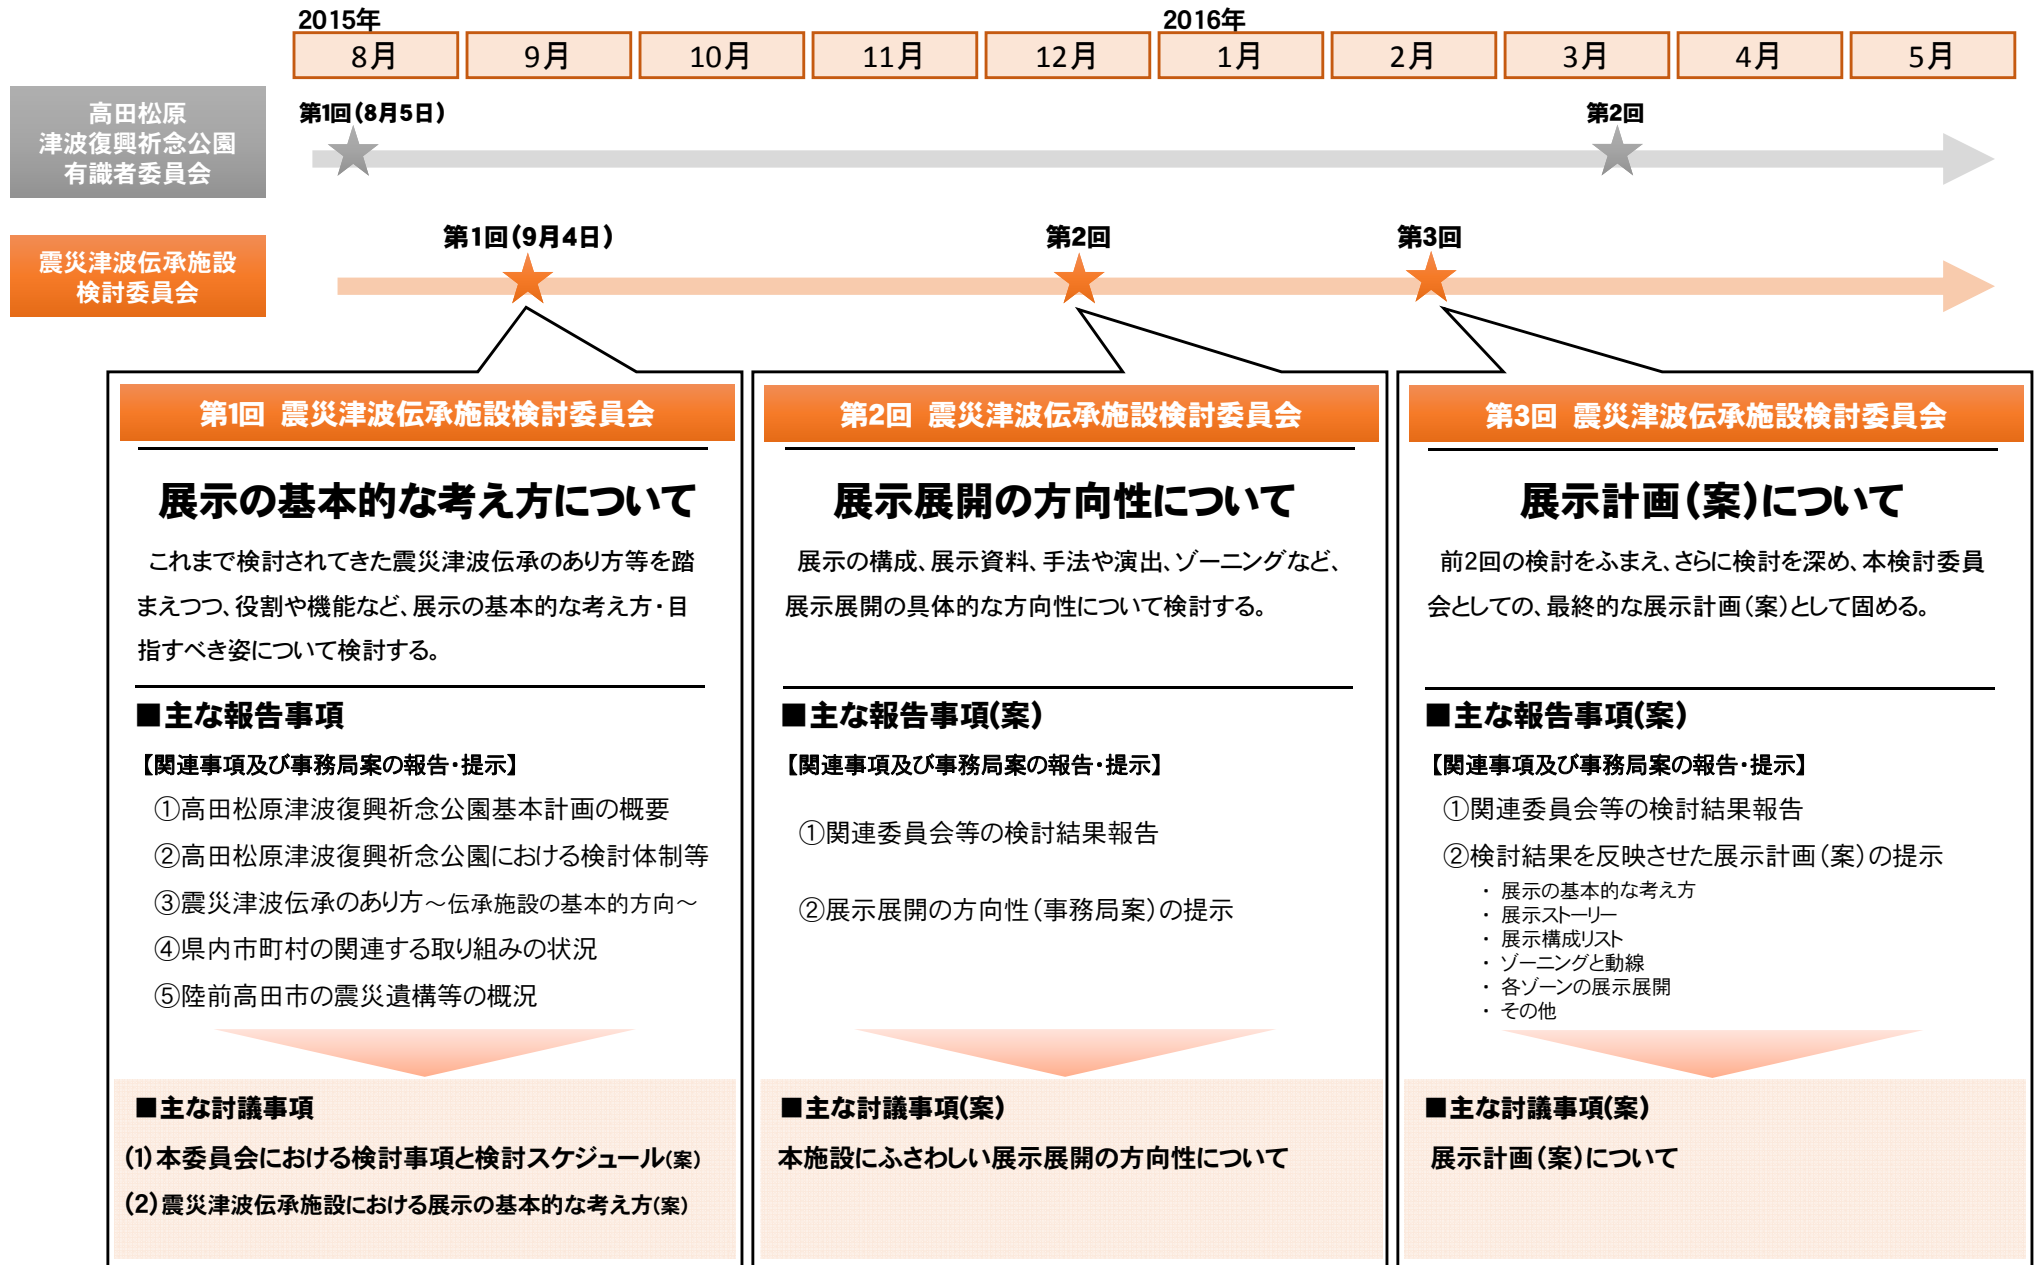 2015年
2016年
8月
9月
10月
11月
12月
1月
2月
3月
4月
5月
高田松原
津波復興祈念公園
有識者委員会
第1回(8月5日)
第2回
震災津波伝承施設
検討委員会
第1回(9月4日)
第2回
第3回
第1回 震災津波伝承施設検討委員会
展示の基本的な考え方について
これまで検討されてきた震災津波伝承のあり方等を踏
まえつつ、役割や機能など、展示の基本的な考え方・目
指すべき姿について検討する。
■主な報告事項
【関連事項及び事務局案の報告・提示】
①高田松原津波復興祈念公園基本計画の概要
②高田松原津波復興祈念公園における検討体制等
③震災津波伝承のあり方～伝承施設の基本的方向～
④県内市町村の関連する取り組みの状況
⑤陸前高田市の震災遺構等の概況
■主な討議事項
(1)本委員会における検討事項と検討スケジュール(案)
(2)震災津波伝承施設における展示の基本的な考え方(案)
第2回 震災津波伝承施設検討委員会
展示展開の方向性について
展示の構成、展示資料、手法や演出、ゾーニングなど、
展示展開の具体的な方向性について検討する。
■主な報告事項(案)
【関連事項及び事務局案の報告・提示】
①関連委員会等の検討結果報告
②展示展開の方向性(事務局案)の提示
■主な討議事項(案)
本施設にふさわしい展示展開の方向性について
第3回 震災津波伝承施設検討委員会
展示計画(案)について
前2回の検討をふまえ、さらに検討を深め、本検討委員
会としての、最終的な展示計画(案)として固める。
■主な報告事項(案)
【関連事項及び事務局案の報告・提示】
①関連委員会等の検討結果報告
②検討結果を反映させた展示計画(案)の提示
・ 展示の基本的な考え方
・ 展示ストーリー
・ 展示構成リスト
・ ゾーニングと動線
・ 各ゾーンの展示展開
・ その他
■主な討議事項(案)
展示計画(案)について